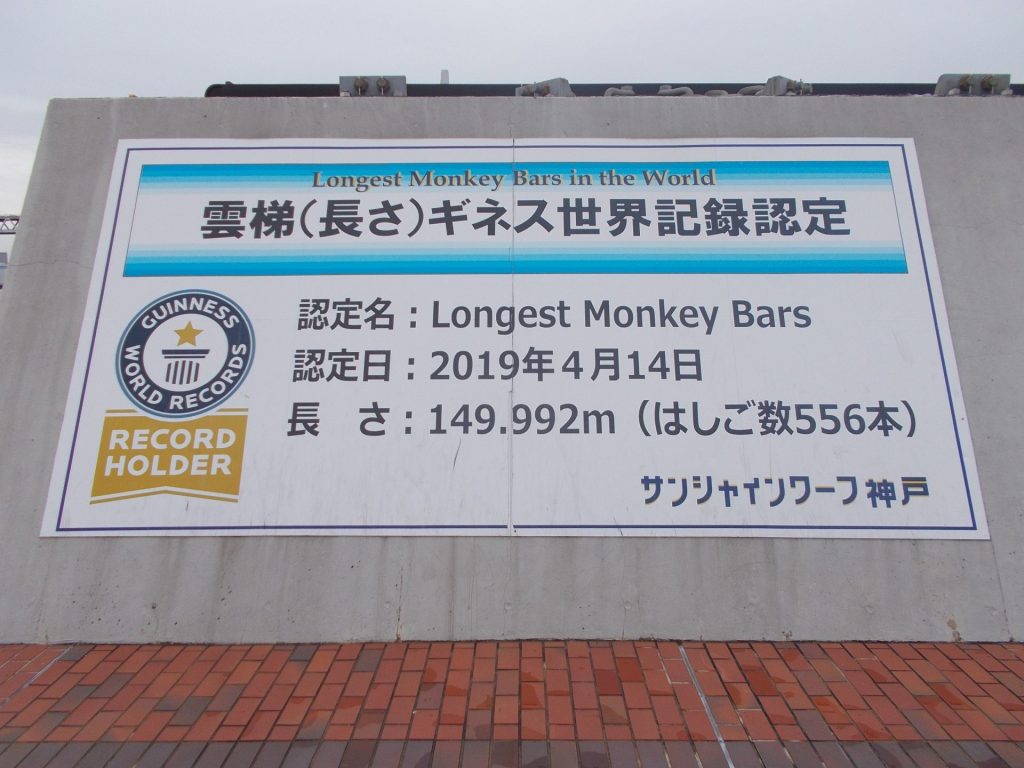 Longest Monkey Bars in the World
雲梯(長さ)ギネス世界記録認定
認定名：Longest Monkey Bars
認定日：2019年４月14日
長　さ：149.992m（はしご数556本）
GUINNESS WORLD RECORDS
RECORD
HOLDER
サンシャインワーフ神戸